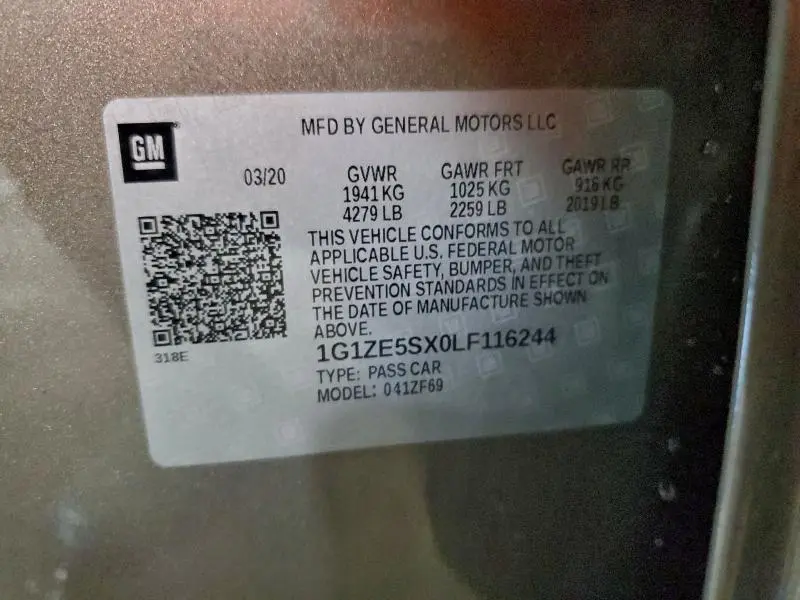 GM
MFD BY GENERAL MOTORS LLC
03/20 GVWR GAWR FRT GAWR RR
1941 KG 1025 KG 916 KG
4279 LB 2259 LB 2019 LB
THIS VEHICLE CONFORMS TO ALL
APPLICABLE U.S. FEDERAL MOTOR
VEHICLE SAFETY, BUMPER, AND THEFT
PREVENTION STANDARDS IN EFFECT ON
THE DATE OF MANUFACTURE SHOWN
ABOVE.
318E
1G1ZE5SX0LF116244
TYPE: PASS CAR
MODEL: 041ZF69